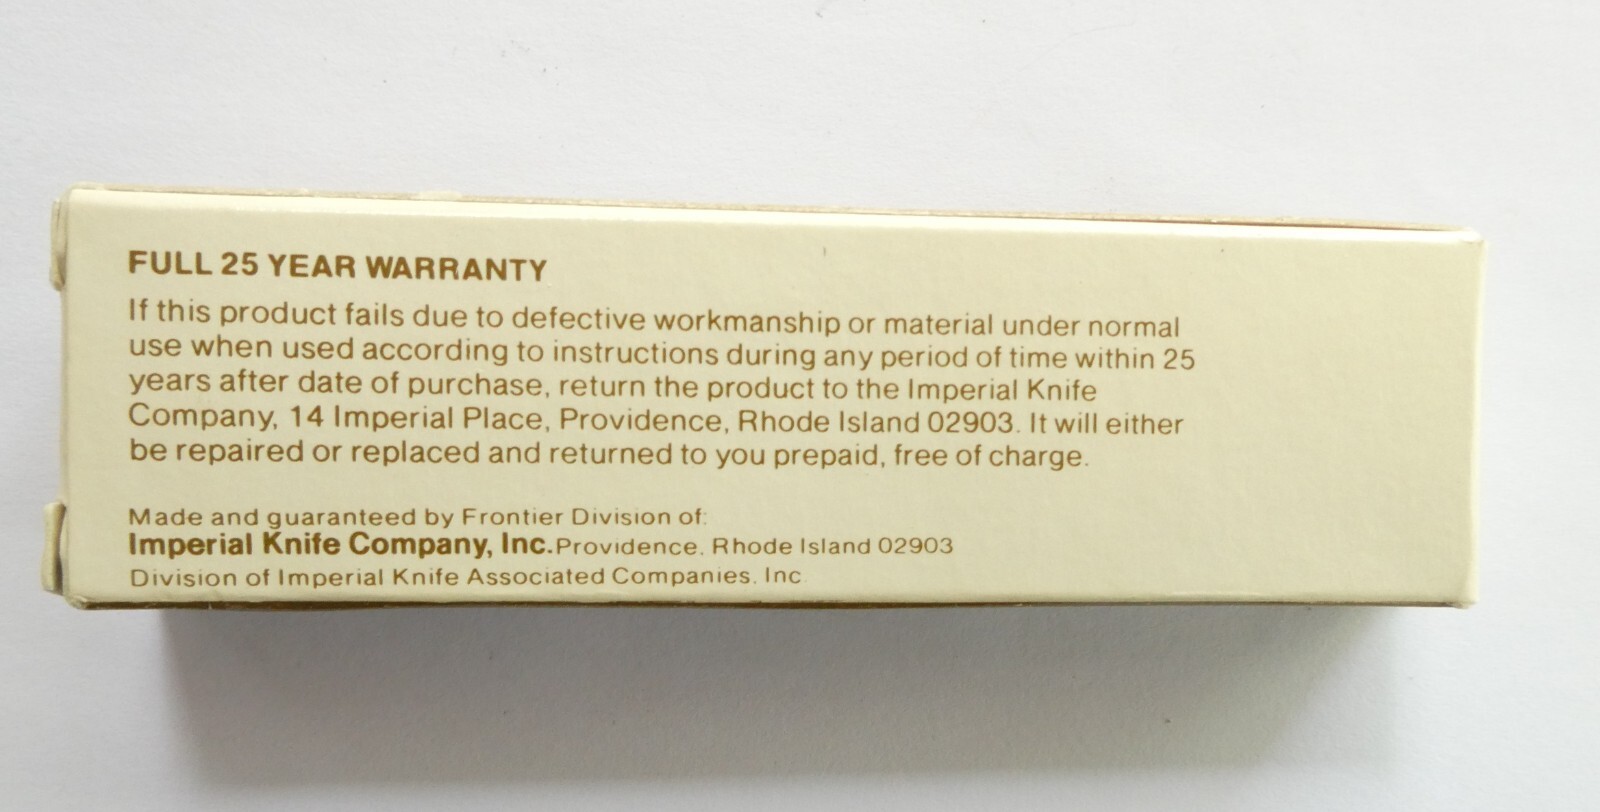 FULL 25 YEAR WARRANTY
If this product fails due to defective workmanship or material under normal
use when used according to instructions during any period of time within 25
years after date of purchase, return the product to the Imperial Knife
Company, 14 Imperial Place, Providence, Rhode Island 02903. It will either
be repaired or replaced and returned to you prepaid, free of charge.
Made and guaranteed by Frontier Division of:
Imperial Knife Company, Inc. Providence, Rhode Island 02903
Division of Imperial Knife Associated Companies, Inc.